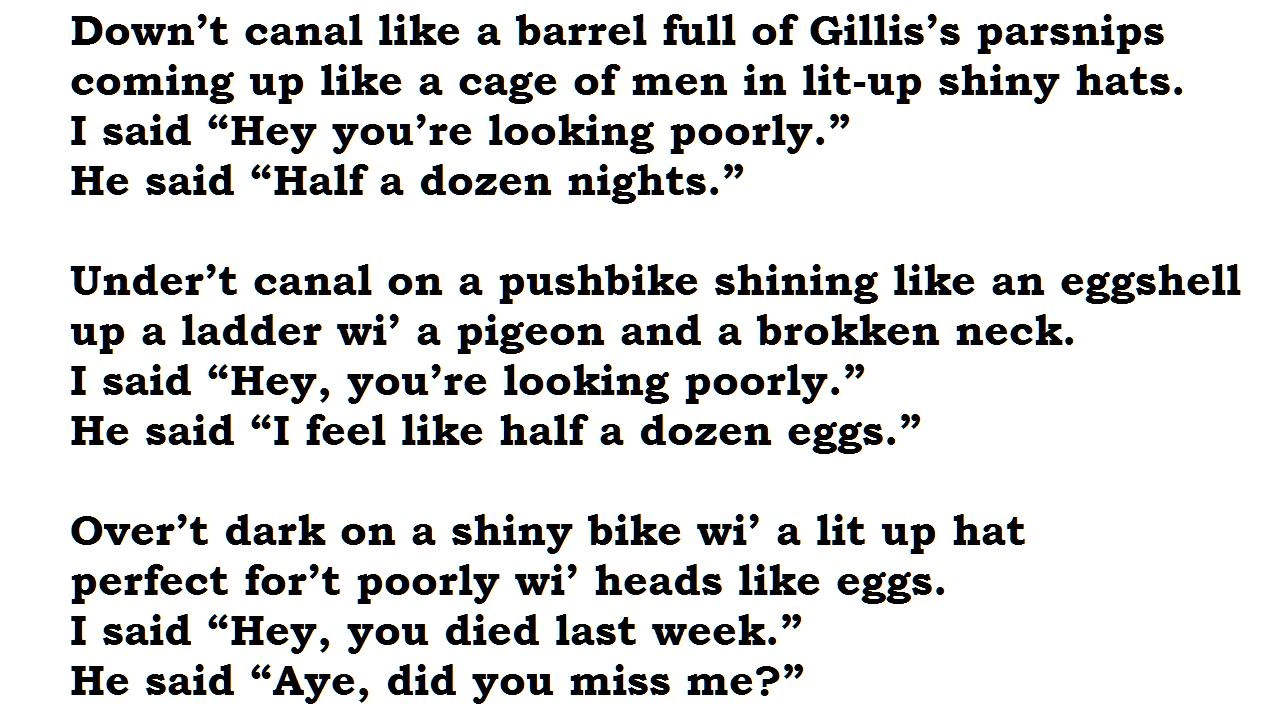 Down’t canal like a barrel full of Gillis’s parsnips
coming up like a cage of men in lit-up shiny hats.
I said “Hey you’re looking poorly.”
He said “Half a dozen nights.”

Under’t canal on a pushbike shining like an eggshell
up a ladder wi’ a pigeon and a brokken neck.
I said “Hey, you’re looking poorly.”
He said “I feel like half a dozen eggs.”

Over’t dark on a shiny bike wi’ a lit up hat
perfect for’t poorly wi’ heads like eggs.
I said “Hey, you died last week.”
He said “Aye, did you miss me?”